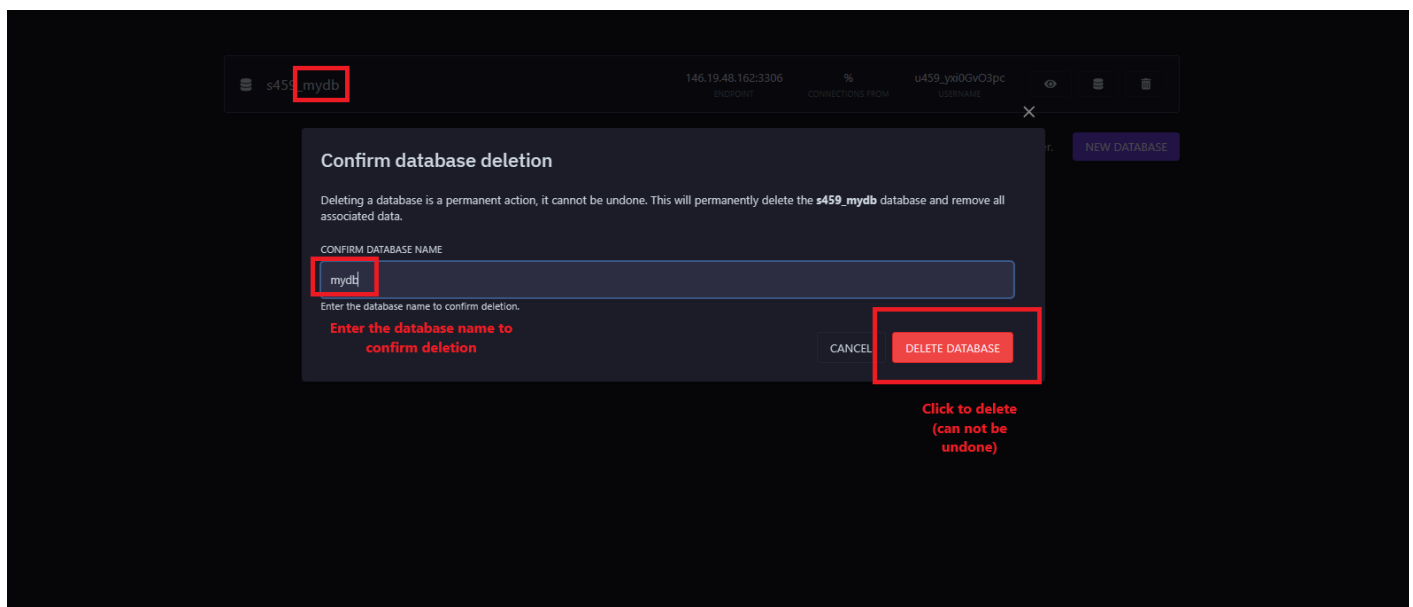 s459_mydb
146.19.48.162:3306
ENDPOINT
%
CONNECTIONS FROM
u459_yxi0GvO3pc
USERNAME
r.
NEW DATABASE
Confirm database deletion
Deleting a database is a permanent action, it cannot be undone. This will permanently delete the s459_mydb database and remove all
associated data.
CONFIRM DATABASE NAME
mydb
Enter the database name to confirm deletion.
Enter the database name to
confirm deletion
CANCEL
DELETE DATABASE
Click to delete
(can not be
undone)